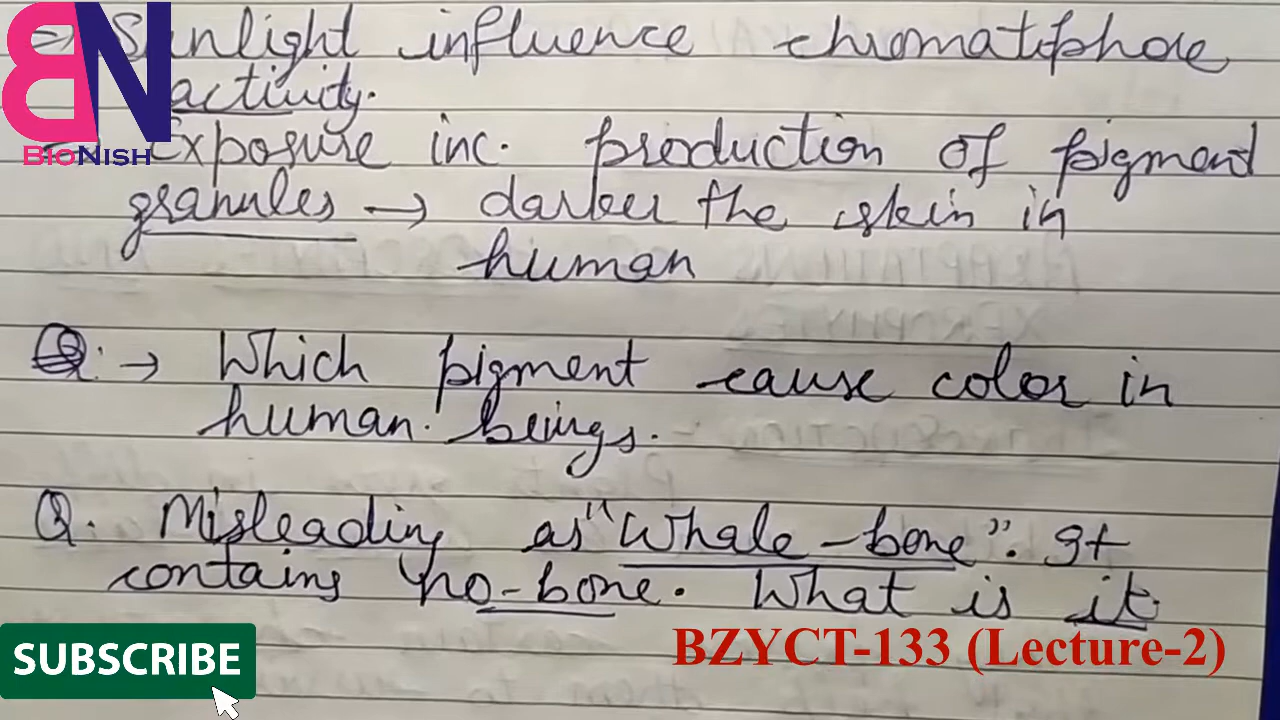 => Sunlight influence chromatophore
activity.
BN
BIONISH
Exposure inc. production of pigment
granules → darker the skin in
human
Q. → Which pigment cause color in
human. beings.
Q. Misleading as "Whale-bone". It
contains no-bone. What is it.
SUBSCRIBE
BZYCT-133 (Lecture-2)